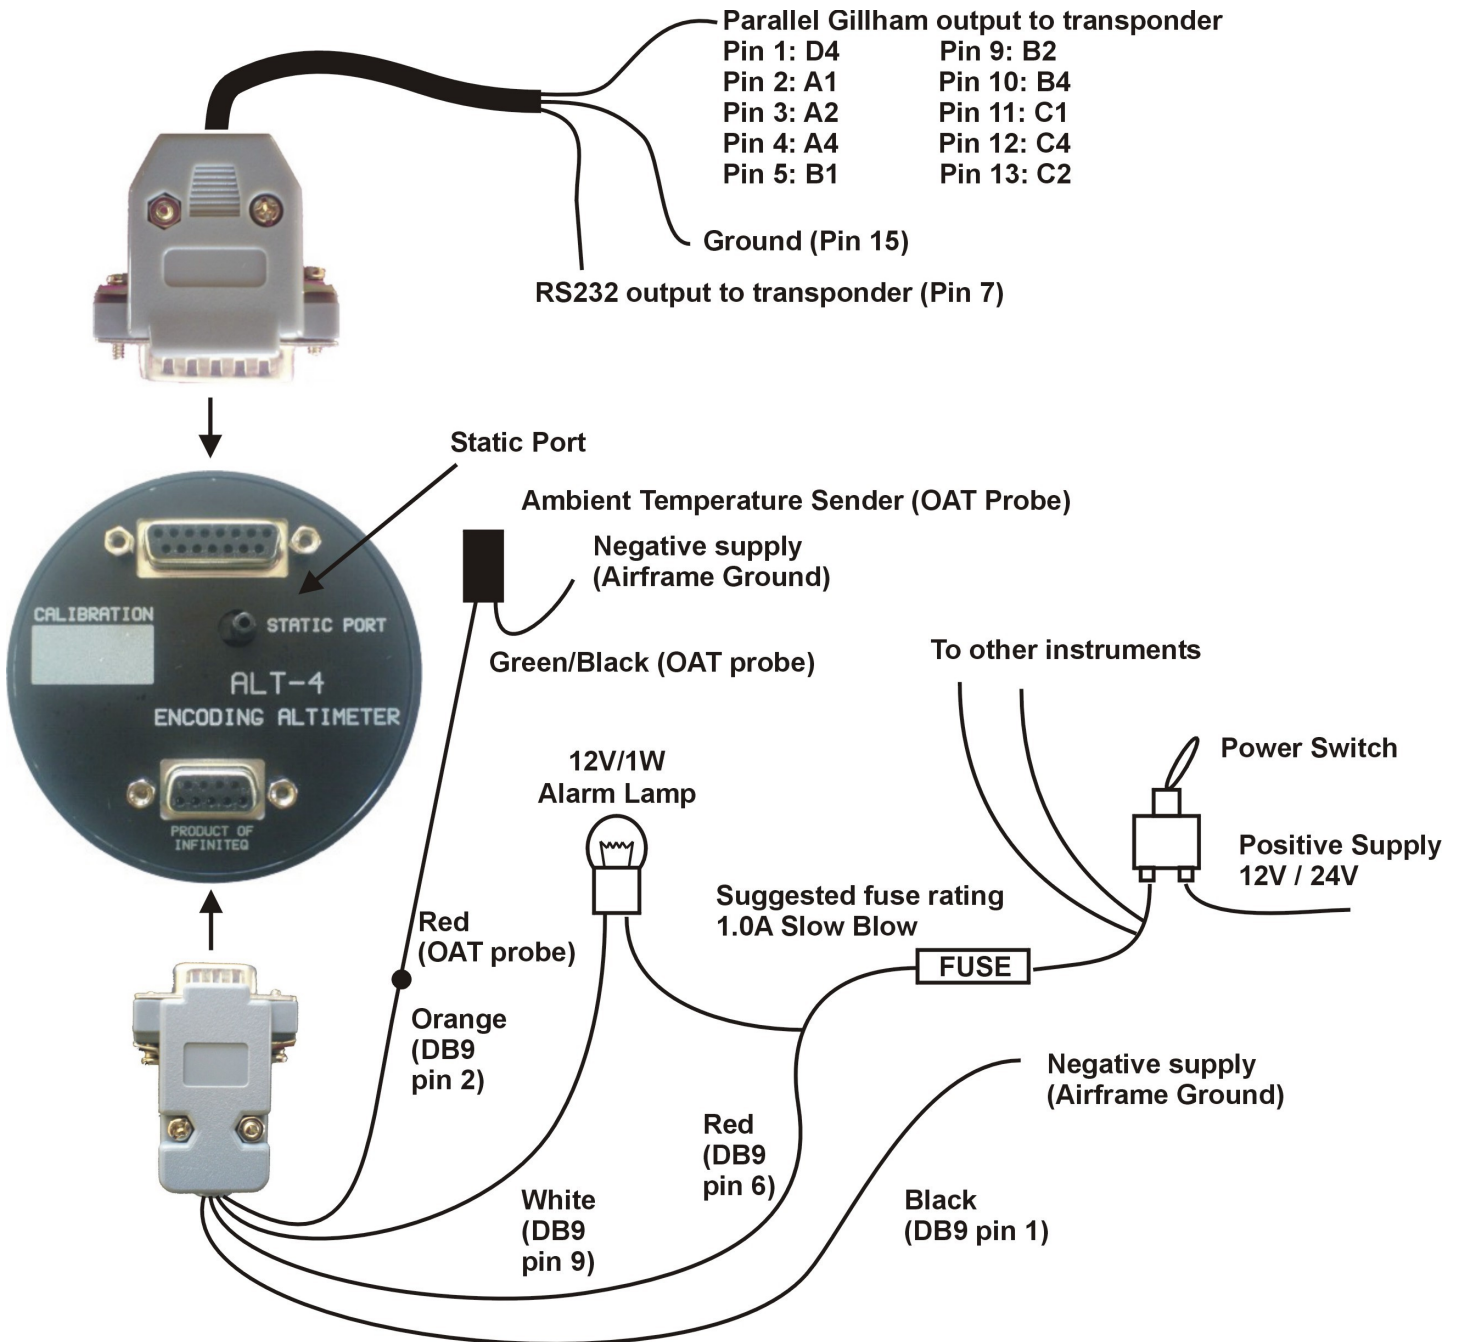 Parallel Gillham output to transponder
Pin 1: D4
Pin 9: B2
Pin 2: A1
Pin 10: B4
Pin 3: A2
Pin 11: C1
Pin 4: A4
Pin 12: C4
Pin 5: B1
Pin 13: C2
Ground (Pin 15)
RS232 output to transponder (Pin 7)
Static Port
Ambient Temperature Sender (OAT Probe)
Negative supply
(Airframe Ground)
CALIBRATION
STATIC PORT
ALT-4
ENCODING ALTIMETER
PRODUCT OF
INFINITEQ
Green/Black (OAT probe)
To other instruments
Power Switch
12V/1W
Alarm Lamp
Positive Supply
12V / 24V
Suggested fuse rating
1.0A Slow Blow
FUSE
Red
(OAT probe)
Orange
(DB9
pin 2)
Negative supply
(Airframe Ground)
Red
(DB9
pin 6)
White
(DB9
pin 9)
Black
(DB9 pin 1)